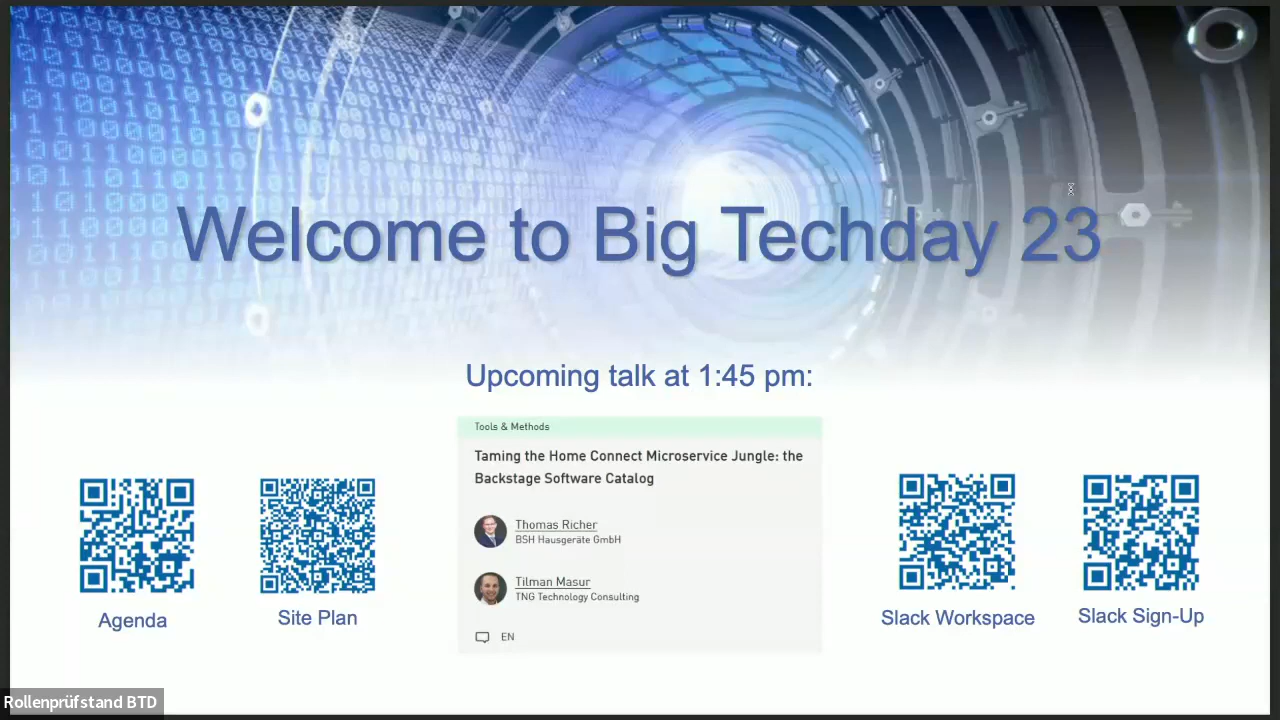 Welcome to Big Techday 23
Upcoming talk at 1:45 pm:
Tools & Methods
Taming the Home Connect Microservice Jungle: the
Backstage Software Catalog
Thomas Richer
BSH Hausgeräte GmbH
Tilman Masur
TNG Technology Consulting
EN
Agenda
Site Plan
Slack Workspace
Slack Sign-Up
Rollenprüfstand BTD